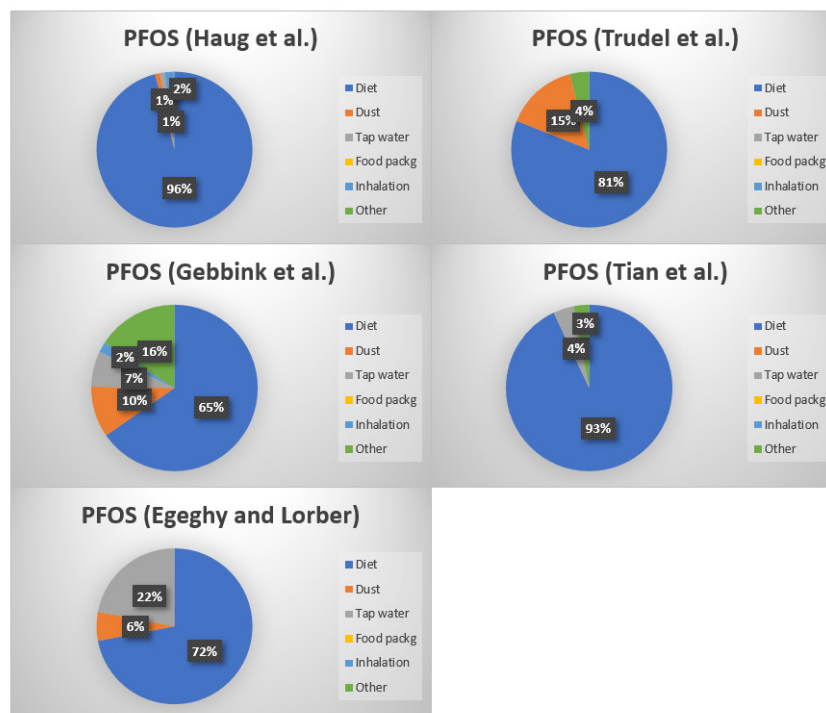 PFOS (Haug et al.)
2%
1%
1%
96%
Diet
Dust
Tap water
Food packg
Inhalation
Other
PFOS (Trudel et al.)
4%
15%
81%
Diet
Dust
Tap water
Food packg
Inhalation
Other
PFOS (Gebbink et al.)
16%
2%
7%
10%
65%
Diet
Dust
Tap water
Food packg
Inhalation
Other
PFOS (Tian et al.)
3%
4%
93%
Diet
Dust
Tap water
Food packg
Inhalation
Other
PFOS (Egeghy and Lorber)
22%
6%
72%
Diet
Dust
Tap water
Food packg
Inhalation
Other